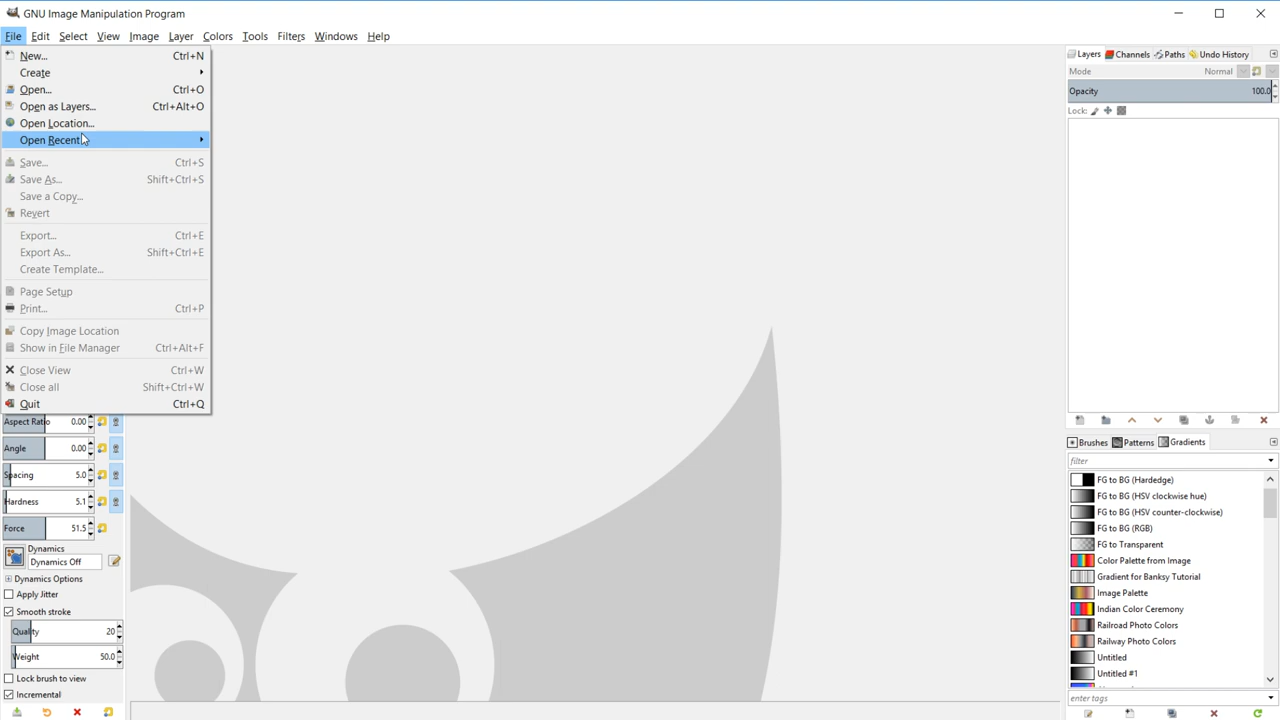 GNU Image Manipulation Program
File Edit Select View Image Layer Colors Tools Filters Windows Help
New... Ctrl+N
Create
Open... Ctrl+O
Open as Layers... Ctrl+Alt+O
Open Location...
Open Recent
Save... Ctrl+S
Save As... Shift+Ctrl+S
Save a Copy...
Revert
Export... Ctrl+E
Export As... Shift+Ctrl+E
Create Template...
Page Setup
Print... Ctrl+P
Copy Image Location
Show in File Manager Ctrl+Alt+F
Close View Ctrl+W
Close all Shift+Ctrl+W
Quit Ctrl+Q
Aspect Ratio 0.00
Angle 0.00
Spacing 5.0
Hardness 5.1
Force 51.5
Dynamics
Dynamics Off
Dynamics Options
Apply Jitter
Smooth stroke
Quality 20
Weight 50.0
Lock brush to view
Incremental
Layers Channels Paths Undo History
Mode Normal
Opacity 100.0
Lock:
Brushes Patterns Gradients
filter
FG to BG (Hardedge)
FG to BG (HSV clockwise hue)
FG to BG (HSV counter-clockwise)
FG to BG (RGB)
FG to Transparent
Color Palette from Image
Gradient for Banksy Tutorial
Image Palette
Indian Color Ceremony
Railroad Photo Colors
Railway Photo Colors
Untitled
Untitled #1
enter tags